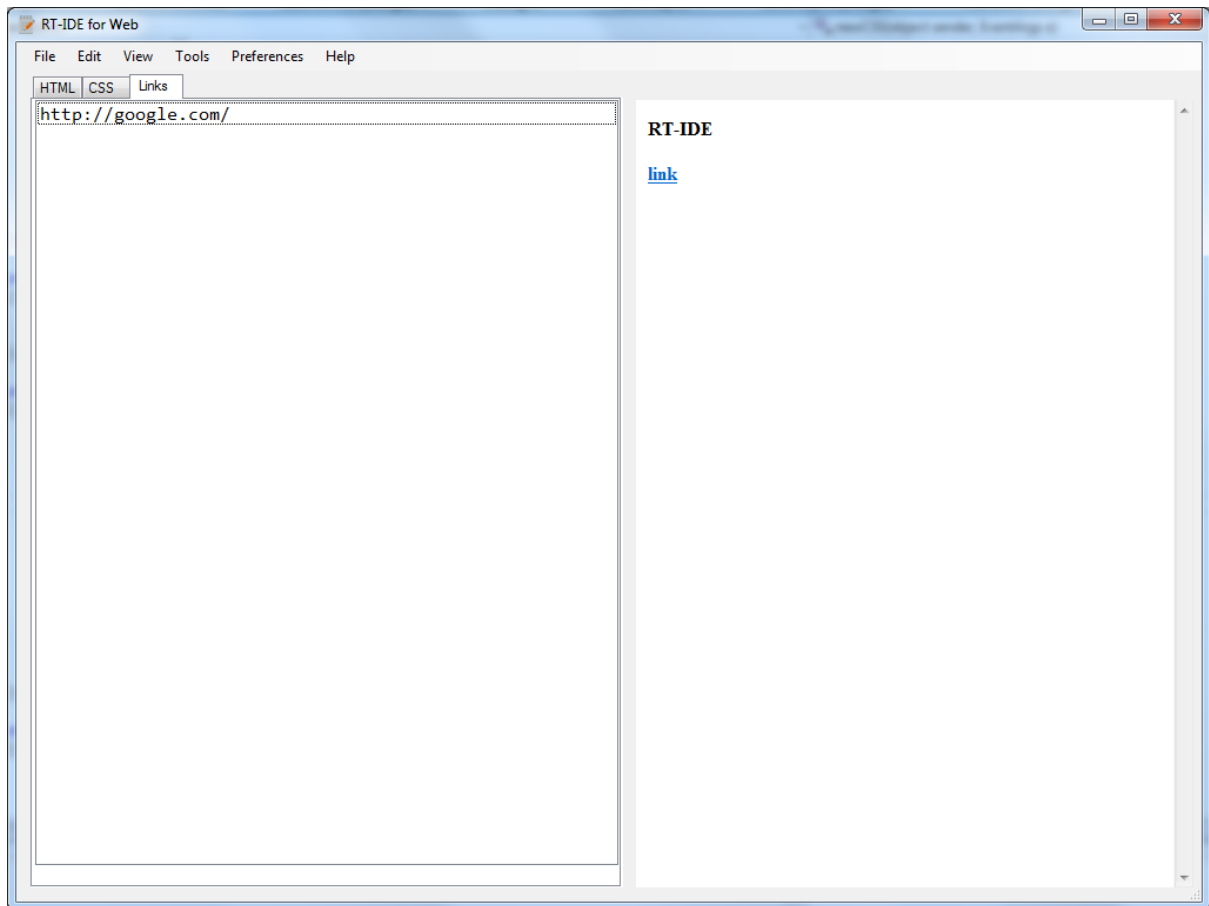 RT-IDE for Web
File Edit View Tools Preferences Help
HTML CSS Links
http://google.com/
RT-IDE
link